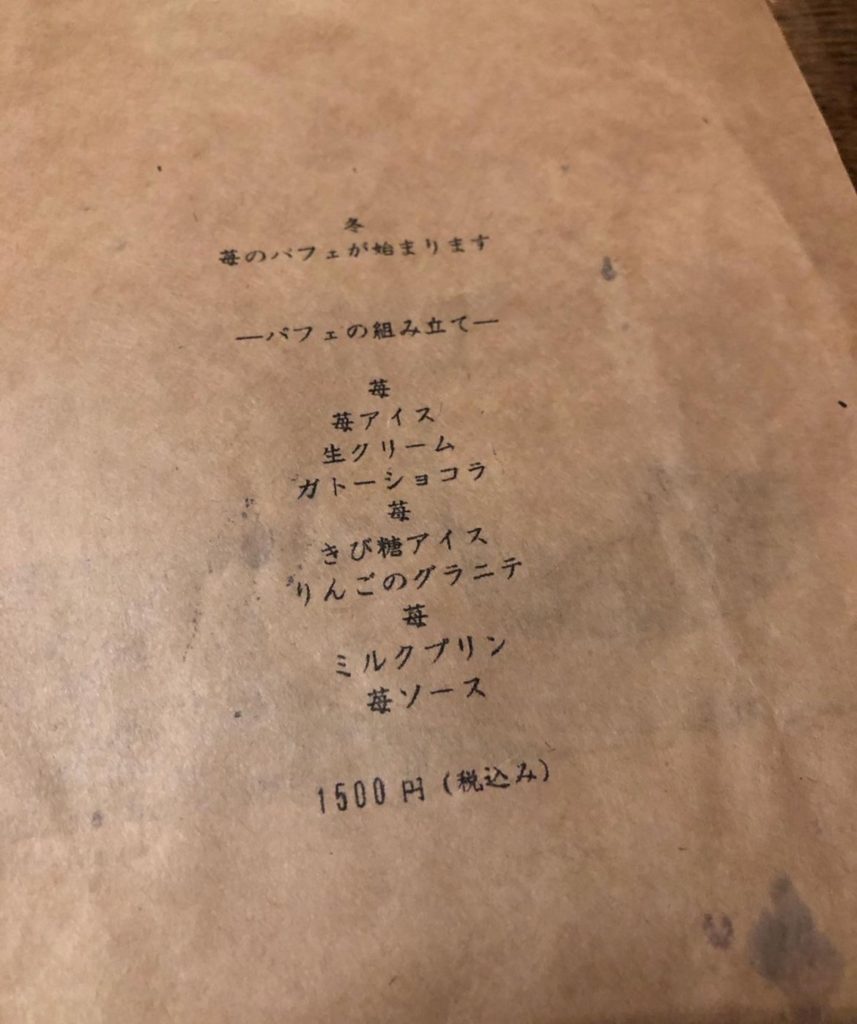 冬
苺のパフェが始まります
―パフェの組み立て―
苺
苺アイス
生クリーム
ガトーショコラ
苺
きび糖アイス
りんごのグラニテ
苺
ミルクプリン
苺ソース
1500円(税込み)